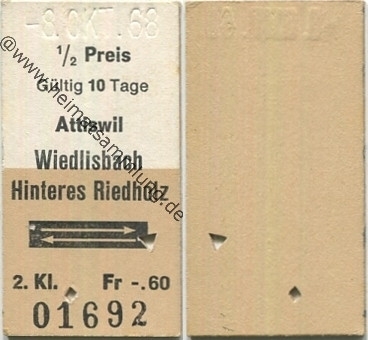 -8. OKT. 68
1/2 Preis
Gültig 10 Tage
Attiswil
Wiedlisbach
Hinteres Riedholz
2. Kl. Fr -.60
01692
@www.heimatsammlung.de